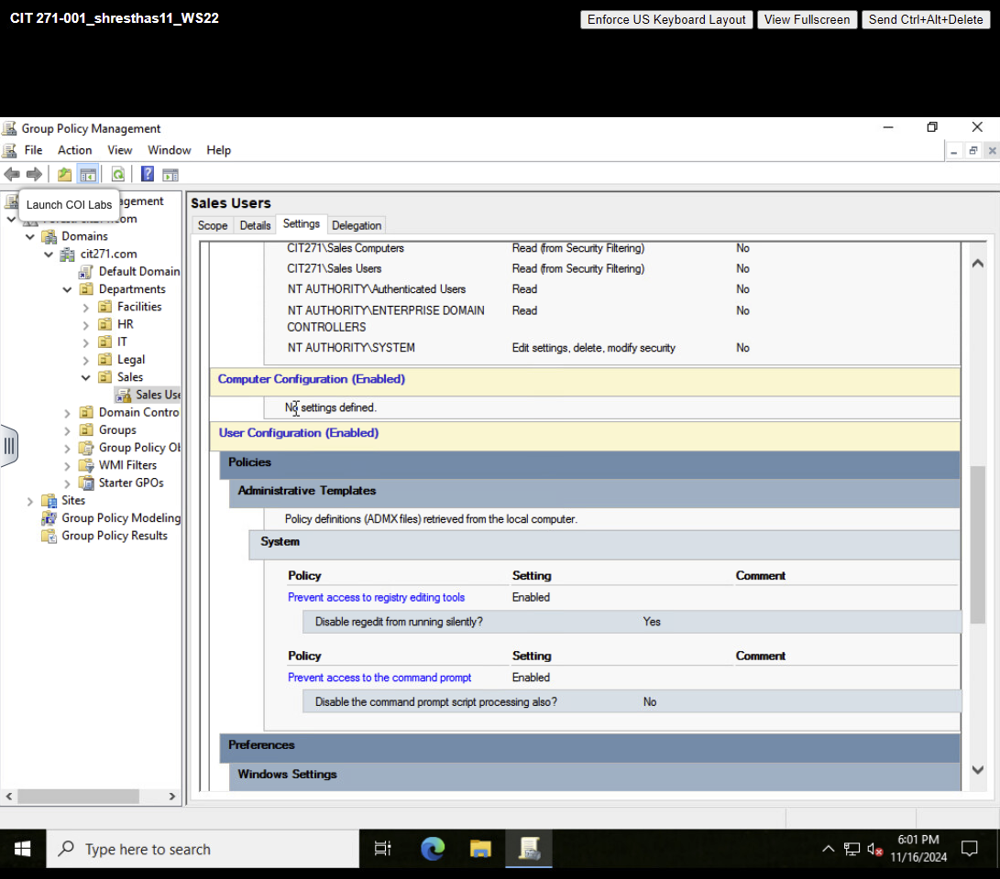 CIT 271-001_shresthas11_WS22
Enforce US Keyboard Layout View Fullscreen Send Ctrl+Alt+Delete
Group Policy Management
File Action View Window Help
Launch COI Labs
agement
Domains
cit271.com
Default Domain
Departments
Facilities
HR
IT
Legal
Sales
Sales Use
Domain Contro
Groups
Group Policy Ob
WMI Filters
Starter GPOs
Sites
Group Policy Modeling
Group Policy Results
Sales Users
Scope Details Settings Delegation
CIT271\Sales Computers Read (from Security Filtering) No
CIT271\Sales Users Read (from Security Filtering) No
NT AUTHORITY\Authenticated Users Read No
NT AUTHORITY\ENTERPRISE DOMAIN CONTROLLERS Read No
NT AUTHORITY\SYSTEM Edit settings, delete, modify security No
Computer Configuration (Enabled)
No settings defined.
User Configuration (Enabled)
Policies
Administrative Templates
Policy definitions (ADMX files) retrieved from the local computer.
System
Policy Setting Comment
Prevent access to registry editing tools Enabled
Disable regedit from running silently? Yes
Policy Setting Comment
Prevent access to the command prompt Enabled
Disable the command prompt script processing also? No
Preferences
Windows Settings
Type here to search
6:01 PM
11/16/2024